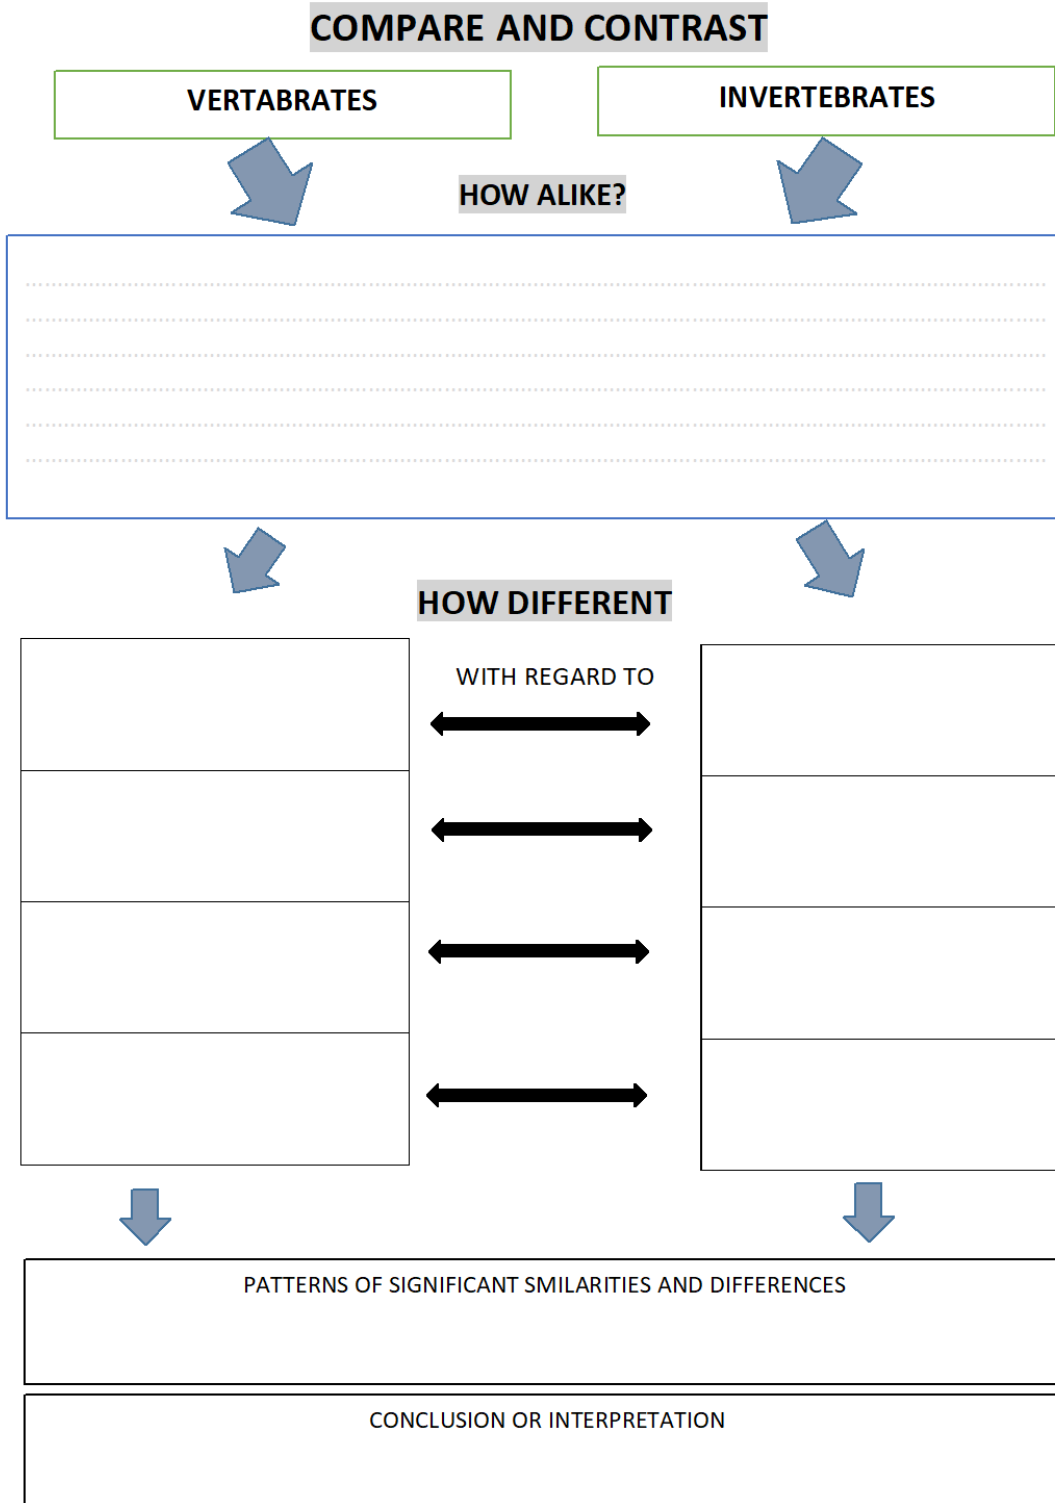 COMPARE AND CONTRAST
VERTABRATES
INVERTEBRATES
HOW ALIKE?
HOW DIFFERENT
WITH REGARD TO
PATTERNS OF SIGNIFICANT SMILARITIES AND DIFFERENCES
CONCLUSION OR INTERPRETATION